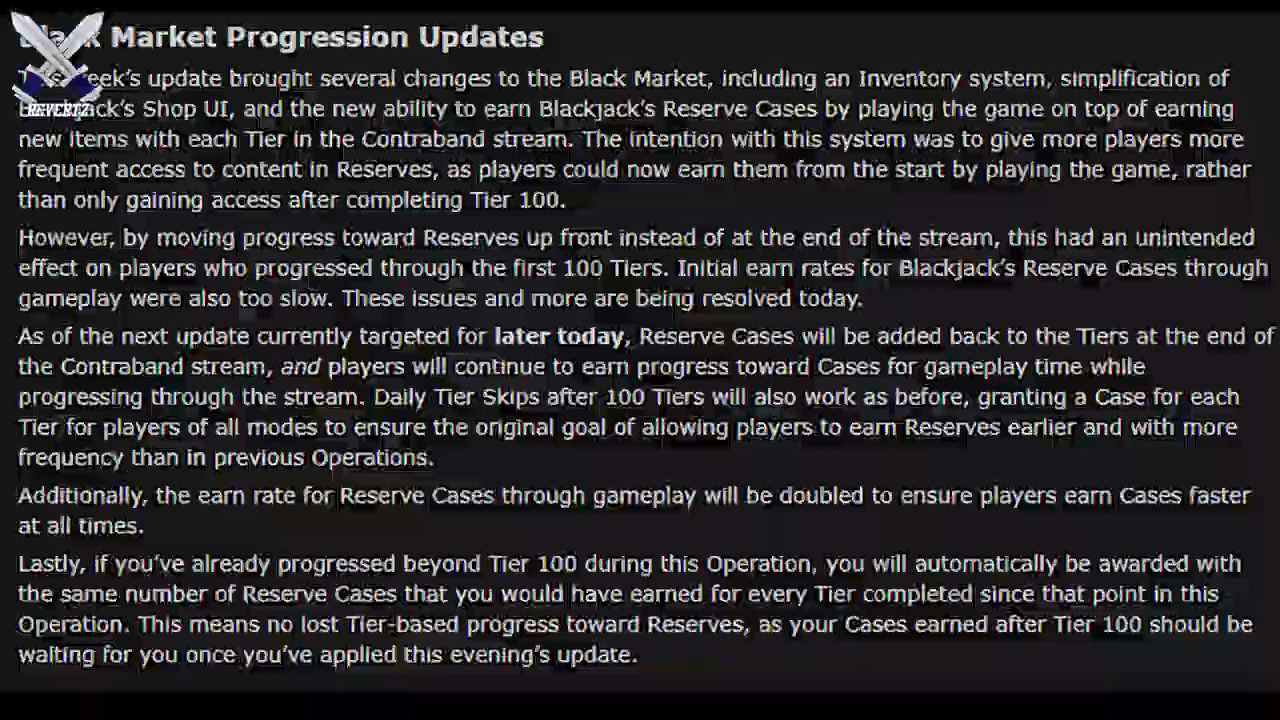 Black Market Progression Updates
This week's update brought several changes to the Black Market, including an Inventory system, simplification of
Blackjack's Shop UI, and the new ability to earn Blackjack's Reserve Cases by playing the game on top of earning
new items with each Tier in the Contraband stream. The intention with this system was to give more players more
frequent access to content in Reserves, as players could now earn them from the start by playing the game, rather
than only gaining access after completing Tier 100.
However, by moving progress toward Reserves up front instead of at the end of the stream, this had an unintended
effect on players who progressed through the first 100 Tiers. Initial earn rates for Blackjack's Reserve Cases through
gameplay were also too slow. These issues and more are being resolved today.
As of the next update currently targeted for later today, Reserve Cases will be added back to the Tiers at the end of
the Contraband stream, and players will continue to earn progress toward Cases for gameplay time while
progressing through the stream. Daily Tier Skips after 100 Tiers will also work as before, granting a Case for each
Tier for players of all modes to ensure the original goal of allowing players to earn Reserves earlier and with more
frequency than in previous Operations.
Additionally, the earn rate for Reserve Cases through gameplay will be doubled to ensure players earn Cases faster
at all times.
Lastly, if you've already progressed beyond Tier 100 during this Operation, you will automatically be awarded with
the same number of Reserve Cases that you would have earned for every Tier completed since that point in this
Operation. This means no lost Tier-based progress toward Reserves, as your Cases earned after Tier 100 should be
waiting for you once you've applied this evening's update.